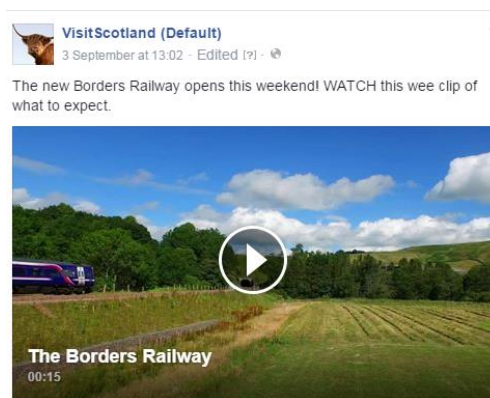 VisitScotland (Default)
3 September at 13:02 · Edited [?] ·
The new Borders Railway opens this weekend! WATCH this wee clip of
what to expect.
The Borders Railway
00:15